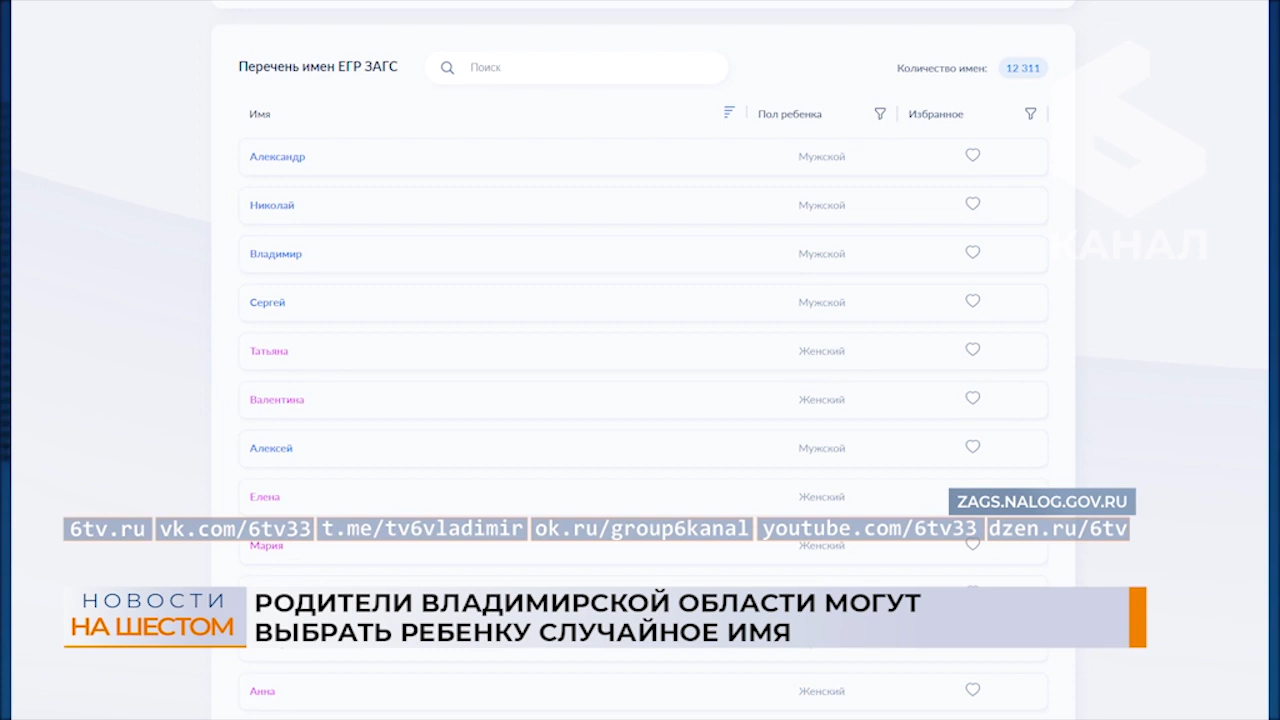 Перечень имен ЕГР ЗАГС
Поиск
Количество имен: 12 311
Имя
Пол ребенка
Избранное
Александр Мужской
Николай Мужской
Владимир Мужской
Сергей Мужской
Татьяна Женский
Валентина Женский
Алексей Мужской
Елена Женский
Мария Женский
Анна Женский
6
КАНАЛ
ZAGS.NALOG.GOV.RU
6tv.ru vk.com/6tv33 t.me/tv6vladimir ok.ru/group6kanal youtube.com/6tv33 dzen.ru/6tv
НОВОСТИ
НА ШЕСТОМ
РОДИТЕЛИ ВЛАДИМИРСКОЙ ОБЛАСТИ МОГУТ
ВЫБРАТЬ РЕБЕНКУ СЛУЧАЙНОЕ ИМЯ